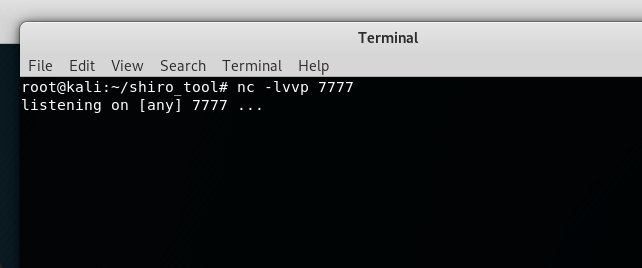 Terminal
File Edit View Search Terminal Help
root@kali:~/shiro_tool# nc -lvvp 7777
listening on [any] 7777 ...